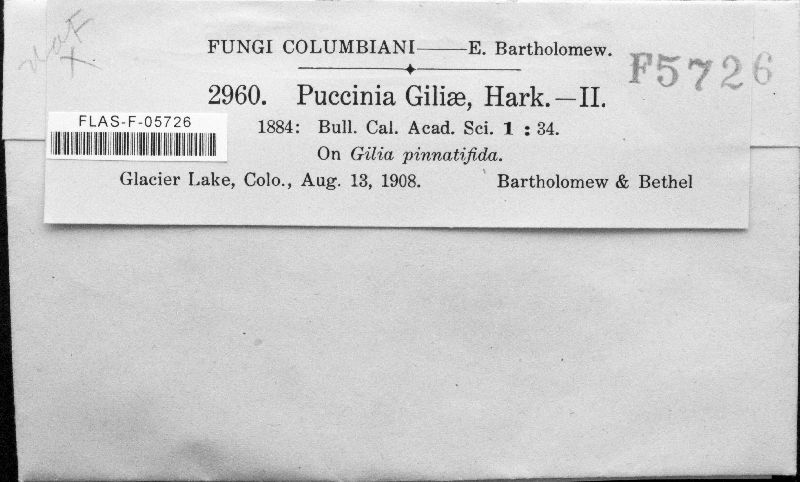 FUNGI COLUMBIANI——E. Bartholomew.
F5726
2960. Puccinia Giliæ, Hark.—II.
FLAS-F-05726
1884: Bull. Cal. Acad. Sci. 1 : 34.
On Gilia pinnatifida.
Glacier Lake, Colo., Aug. 13, 1908. Bartholomew & Bethel